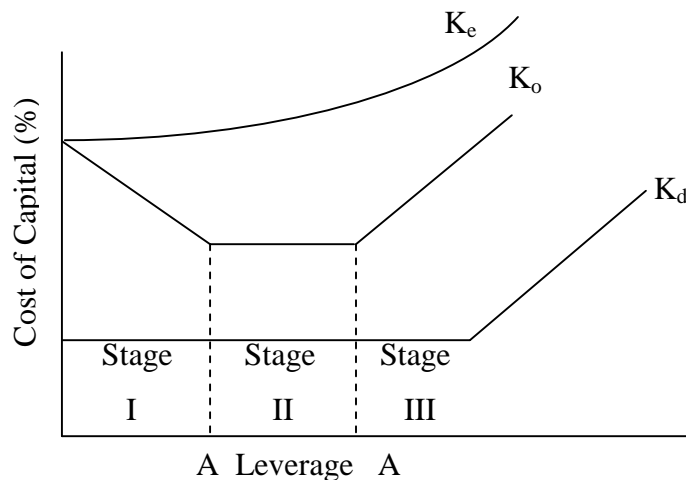 Kₑ
Kₒ
K_d
Cost of Capital (%)
Stage Stage Stage
I II III
A Leverage A